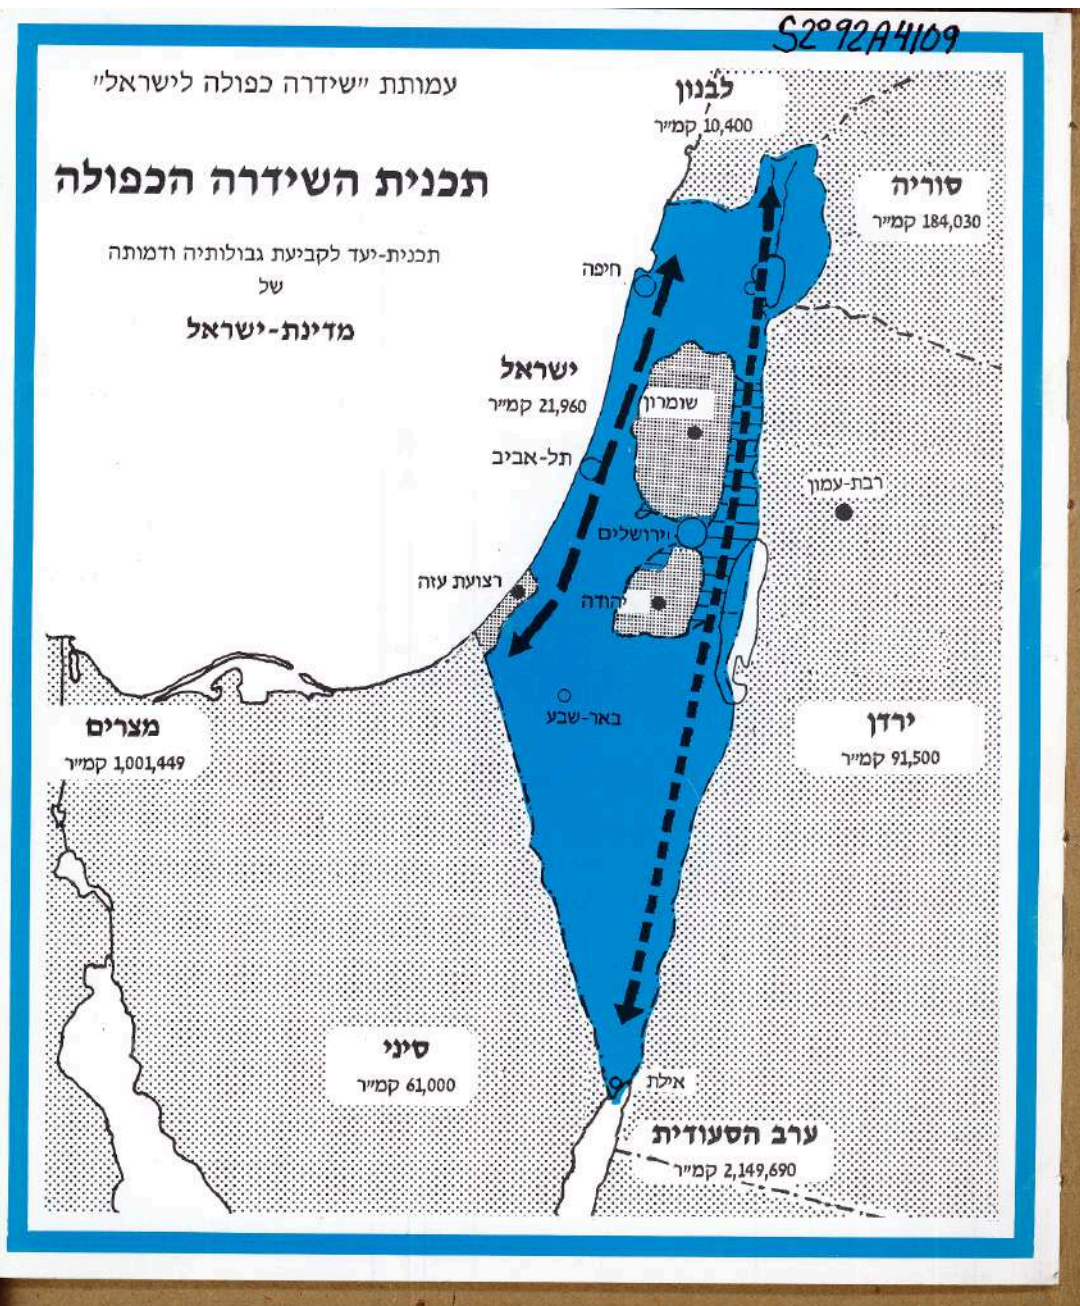 S2°92A4109
עמותת "שידרה כפולה לישראל"
תכנית השידרה הכפולה
תכנית-יעד לקביעת גבולותיה ודמותה
של
מדינת-ישראל
לבנון
10,400 קמ"ר
סוריה
184,030 קמ"ר
חיפה
ישראל
21,960 קמ"ר
שומרון
תל-אביב
רבת-עמון
ירושלים
רצועת עזה
יהודה
באר-שבע
מצרים
1,001,449 קמ"ר
ירדן
91,500 קמ"ר
סיני
61,000 קמ"ר
אילת
ערב הסעודית
2,149,690 קמ"ר